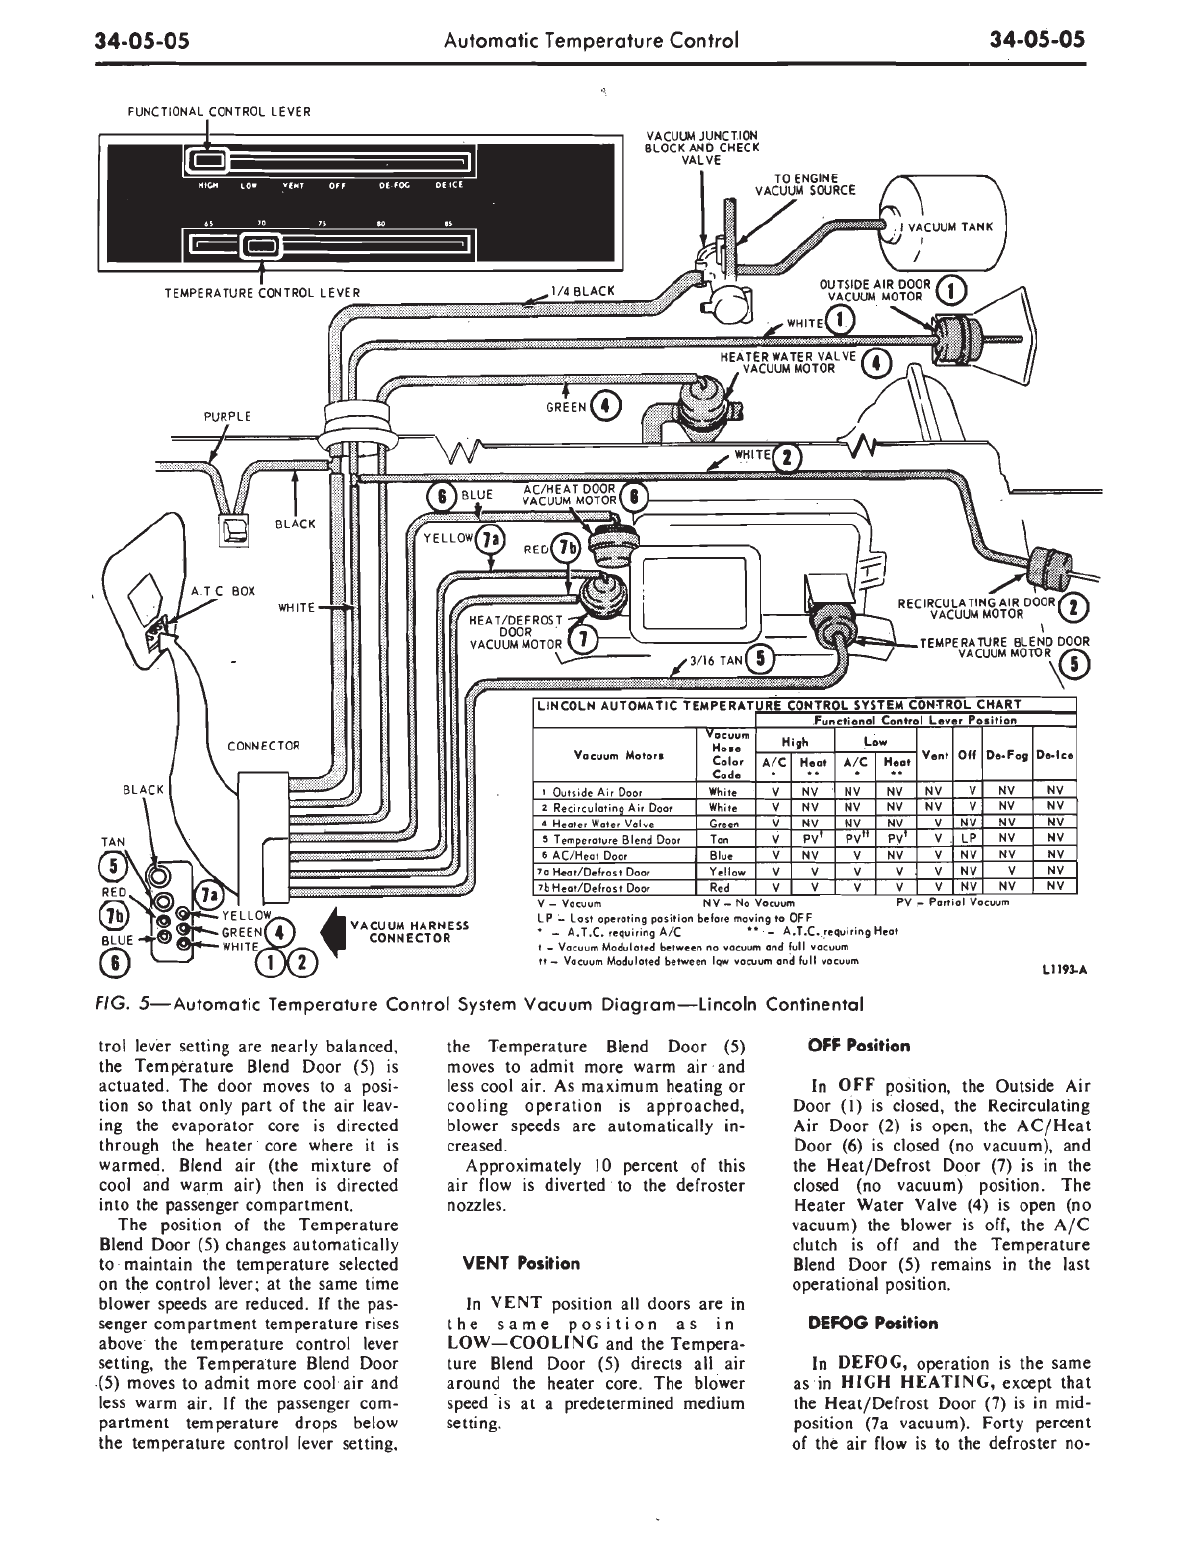 34-05-05 Automatic Temperature Control 34-05-05
FUNCTIONAL CONTROL LEVER
HIGH LOW VENT OFF DE-FOG DEICE
65 70 75 80 85
TEMPERATURE CONTROL LEVER
VACUUM JUNCTION
BLOCK AND CHECK
VALVE
TO ENGINE
VACUUM SOURCE
VACUUM TANK
1/4 BLACK
OUTSIDE AIR DOOR
VACUUM MOTOR 1
WHITE 1
HEATER WATER VALVE
VACUUM MOTOR 4
GREEN 4
PURPLE
WHITE 2
BLACK
6 BLUE
AC/HEAT DOOR
VACUUM MOTOR 6
YELLOW 7a
RED 7b
A.T C BOX
WHITE
HEAT/DEFROST
DOOR
VACUUM MOTOR 7
RECIRCULATING AIR DOOR
VACUUM MOTOR 2
TEMPERATURE BLEND DOOR
VACUUM MOTOR 5
3/16 TAN 5
CONNECTOR
BLACK
TAN
5
RED
7b
BLUE
6
7a
YELLOW
GREEN 4
WHITE
1 2
VACUUM HARNESS
CONNECTOR
LINCOLN AUTOMATIC TEMPERATURE CONTROL SYSTEM CONTROL CHART
Functional Control Lever Position
Vacuum Motors Vacuum Hose Color Code High Low Vent Off De-Fog De-Ice
A/C * Heat ** A/C * Heat **
1 Outside Air Door White V NV NV NV NV V NV NV
2 Recirculating Air Door White V NV NV NV NV V NV NV
4 Heater Water Valve Green V NV NV NV V NV NV NV
5 Temperature Blend Door Tan V PV† PV†† PV† V LP NV NV
6 AC/Heat Door Blue V NV V NV V NV NV NV
7a Heat/Defrost Door Yellow V V V V V NV V NV
7b Heat/Defrost Door Red V V V V V NV NV NV
V – Vacuum NV – No Vacuum PV – Partial Vacuum
LP – Last operating position before moving to OFF
* – A.T.C. requiring A/C ** – A.T.C. requiring Heat
† – Vacuum Modulated between no vacuum and full vacuum
†† – Vacuum Modulated between low vacuum and full vacuum
L1193-A
FIG. 5—Automatic Temperature Control System Vacuum Diagram—Lincoln Continental
trol lever setting are nearly balanced,
the Temperature Blend Door (5) is
actuated. The door moves to a posi-
tion so that only part of the air leav-
ing the evaporator core is directed
through the heater core where it is
warmed. Blend air (the mixture of
cool and warm air) then is directed
into the passenger compartment.
The position of the Temperature
Blend Door (5) changes automatically
to maintain the temperature selected
on the control lever; at the same time
blower speeds are reduced. If the pas-
senger compartment temperature rises
above the temperature control lever
setting, the Temperature Blend Door
(5) moves to admit more cool air and
less warm air. If the passenger com-
partment temperature drops below
the temperature control lever setting,
the Temperature Blend Door (5)
moves to admit more warm air and
less cool air. As maximum heating or
cooling operation is approached,
blower speeds are automatically in-
creased.
Approximately 10 percent of this
air flow is diverted to the defroster
nozzles.
VENT Position
In VENT position all doors are in
the same position as in
LOW—COOLING and the Tempera-
ture Blend Door (5) directs all air
around the heater core. The blower
speed is at a predetermined medium
setting.
OFF Position
In OFF position, the Outside Air
Door (1) is closed, the Recirculating
Air Door (2) is open, the AC/Heat
Door (6) is closed (no vacuum), and
the Heat/Defrost Door (7) is in the
closed (no vacuum) position. The
Heater Water Valve (4) is open (no
vacuum) the blower is off, the A/C
clutch is off and the Temperature
Blend Door (5) remains in the last
operational position.
DEFOG Position
In DEFOG, operation is the same
as in HIGH HEATING, except that
the Heat/Defrost Door (7) is in mid-
position (7a vacuum). Forty percent
of the air flow is to the defroster no-